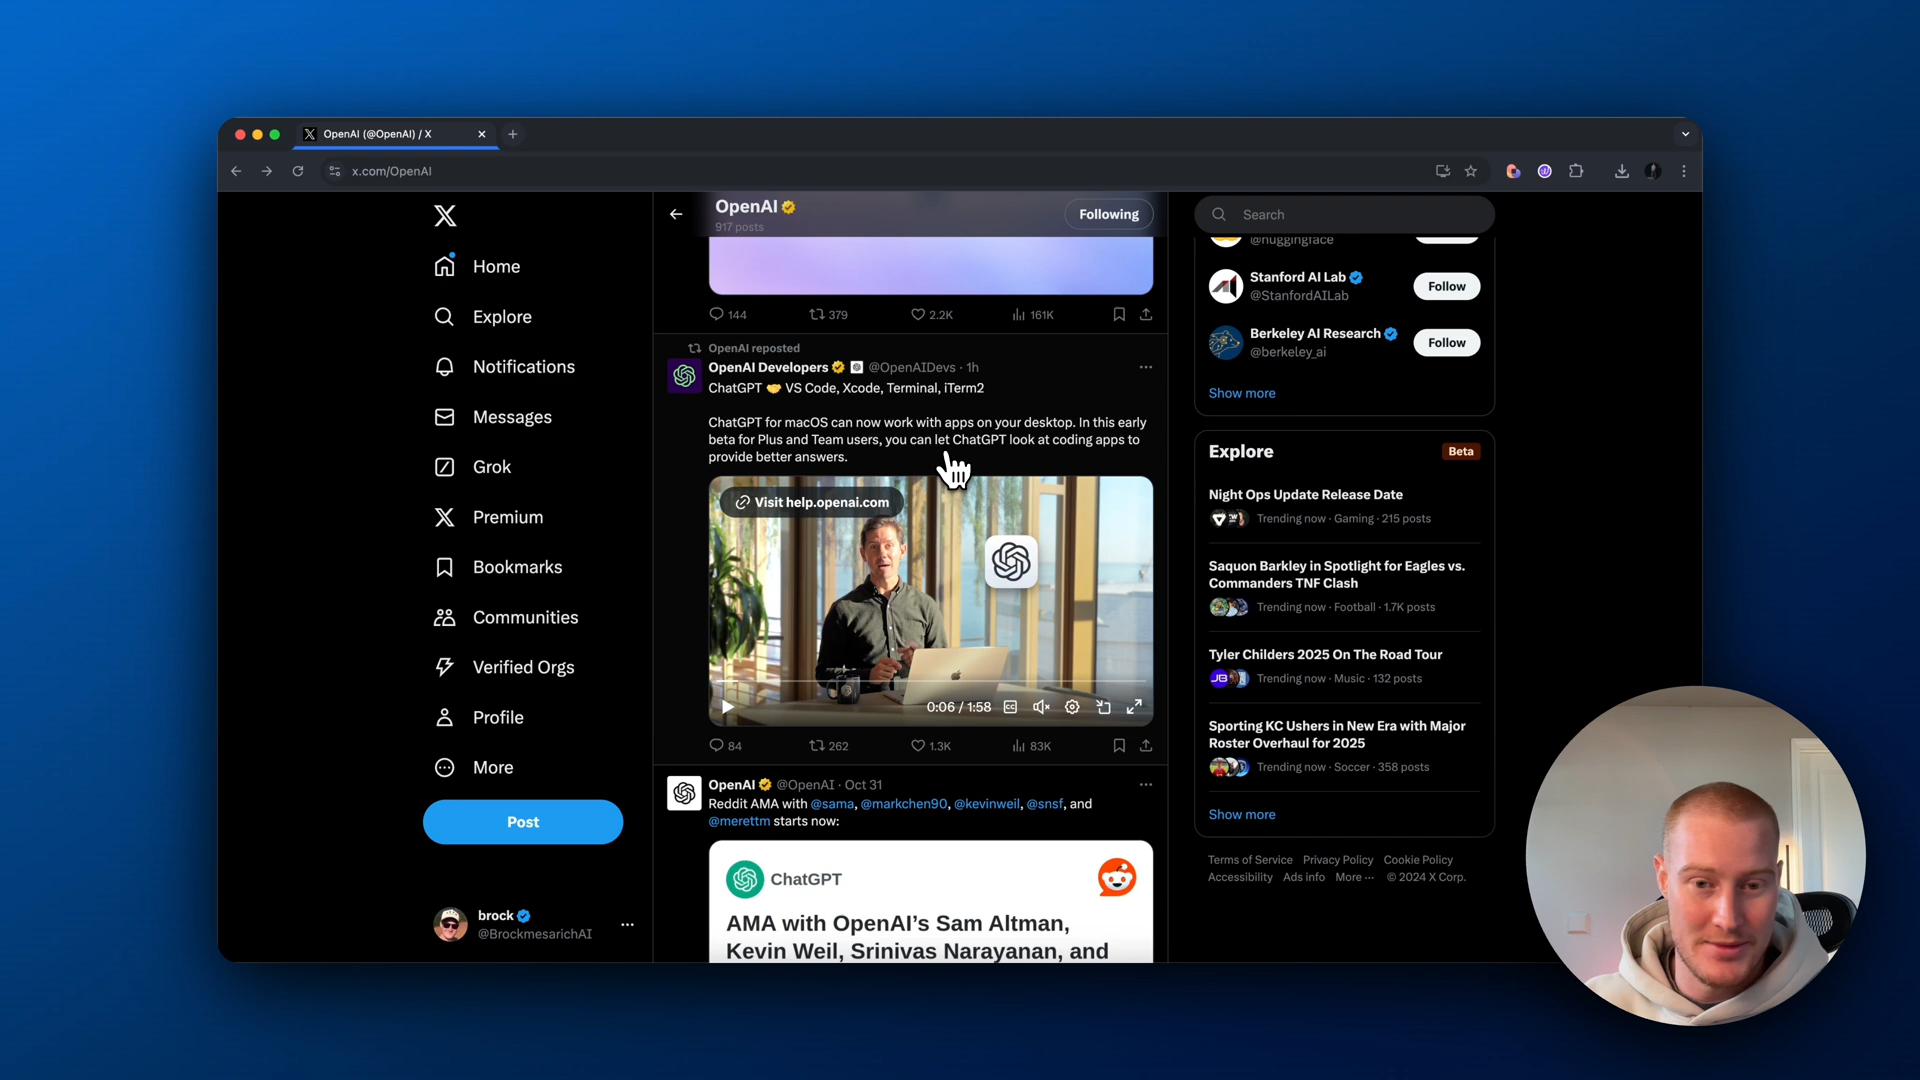 OpenAI (@OpenAI) / X
x.com/OpenAI
Home
Explore
Notifications
Messages
Grok
Premium
Bookmarks
Communities
Verified Orgs
Profile
More
Post
brock
@BrockmesarichAI
OpenAI
917 posts
Following
144 379 2.2K 161K
OpenAI reposted
OpenAI Developers @OpenAIDevs · 1h
ChatGPT 🤝 VS Code, Xcode, Terminal, iTerm2
ChatGPT for macOS can now work with apps on your desktop. In this early
beta for Plus and Team users, you can let ChatGPT look at coding apps to
provide better answers.
Visit help.openai.com
0:06 / 1:58
84 262 1.3K 83K
OpenAI @OpenAI · Oct 31
Reddit AMA with @sama, @markchen90, @kevinweil, @snsf, and
@merettm starts now:
ChatGPT
AMA with OpenAI’s Sam Altman,
Kevin Weil, Srinivas Narayanan, and
Search
@huggingface
Stanford AI Lab
@StanfordAILab
Follow
Berkeley AI Research
@berkeley_ai
Follow
Show more
Explore
Beta
Night Ops Update Release Date
Trending now · Gaming · 215 posts
Saquon Barkley in Spotlight for Eagles vs.
Commanders TNF Clash
Trending now · Football · 1.7K posts
Tyler Childers 2025 On The Road Tour
Trending now · Music · 132 posts
Sporting KC Ushers in New Era with Major
Roster Overhaul for 2025
Trending now · Soccer · 358 posts
Show more
Terms of Service Privacy Policy Cookie Policy
Accessibility Ads info More ··· © 2024 X Corp.